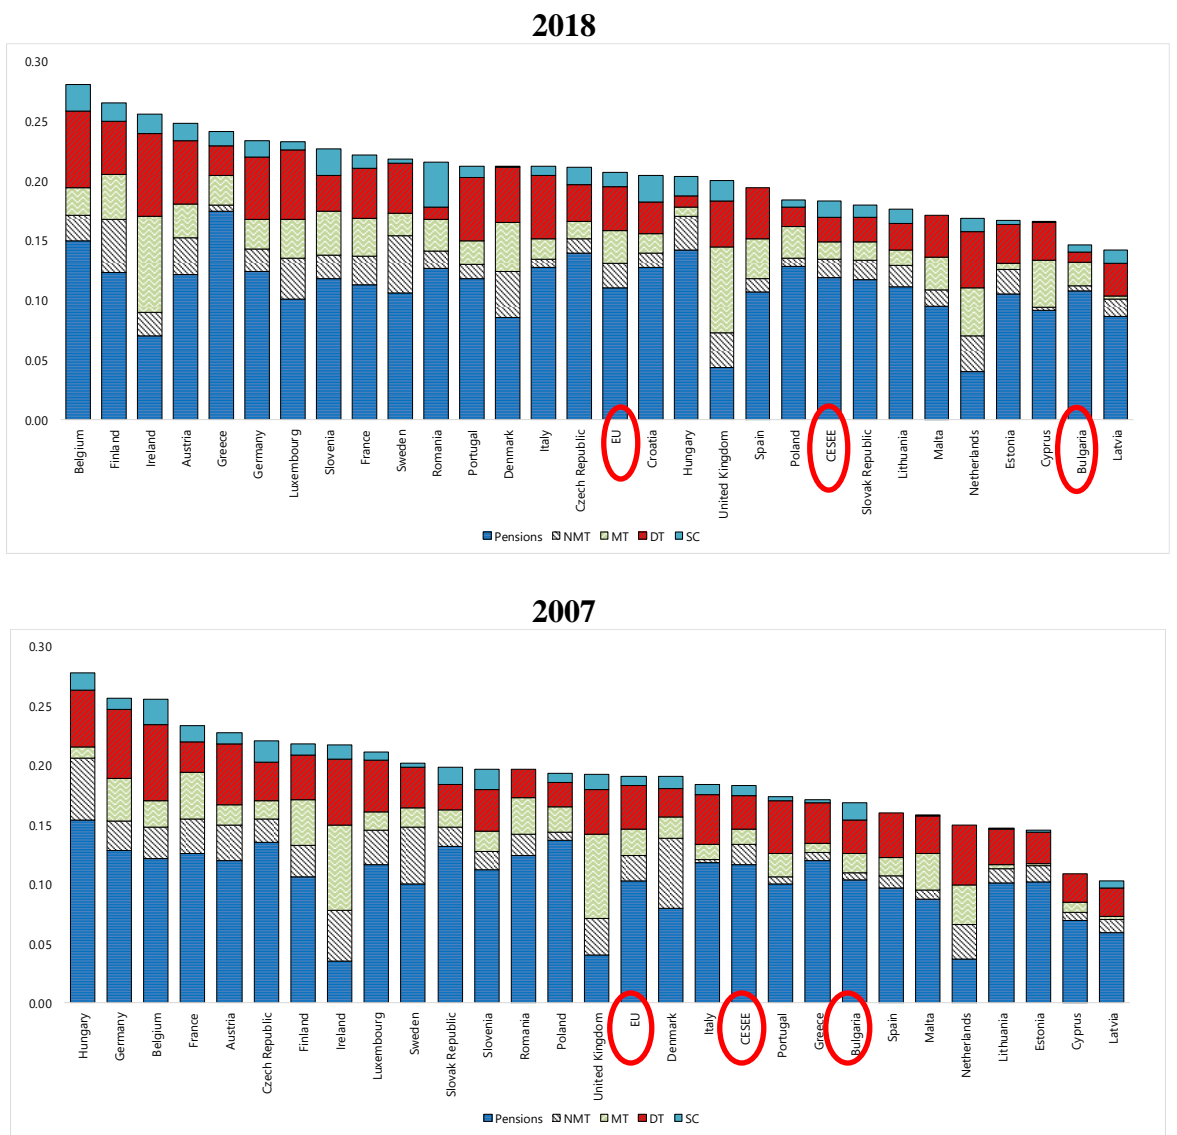 2018
0.30
0.25
0.20
0.15
0.10
0.05
0.00
Belgium
Finland
Ireland
Austria
Greece
Germany
Luxembourg
Slovenia
France
Sweden
Romania
Portugal
Denmark
Italy
Czech Republic
EU
Croatia
Hungary
United Kingdom
Spain
Poland
CESEE
Slovak Republic
Lithuania
Malta
Netherlands
Estonia
Cyprus
Bulgaria
Latvia
Pensions NMT MT DT SC
2007
0.30
0.25
0.20
0.15
0.10
0.05
0.00
Hungary
Germany
Belgium
France
Austria
Czech Republic
Finland
Ireland
Luxembourg
Sweden
Slovak Republic
Slovenia
Romania
Poland
United Kingdom
EU
Denmark
Italy
CESEE
Portugal
Greece
Bulgaria
Spain
Malta
Netherlands
Lithuania
Estonia
Cyprus
Latvia
Pensions NMT MT DT SC